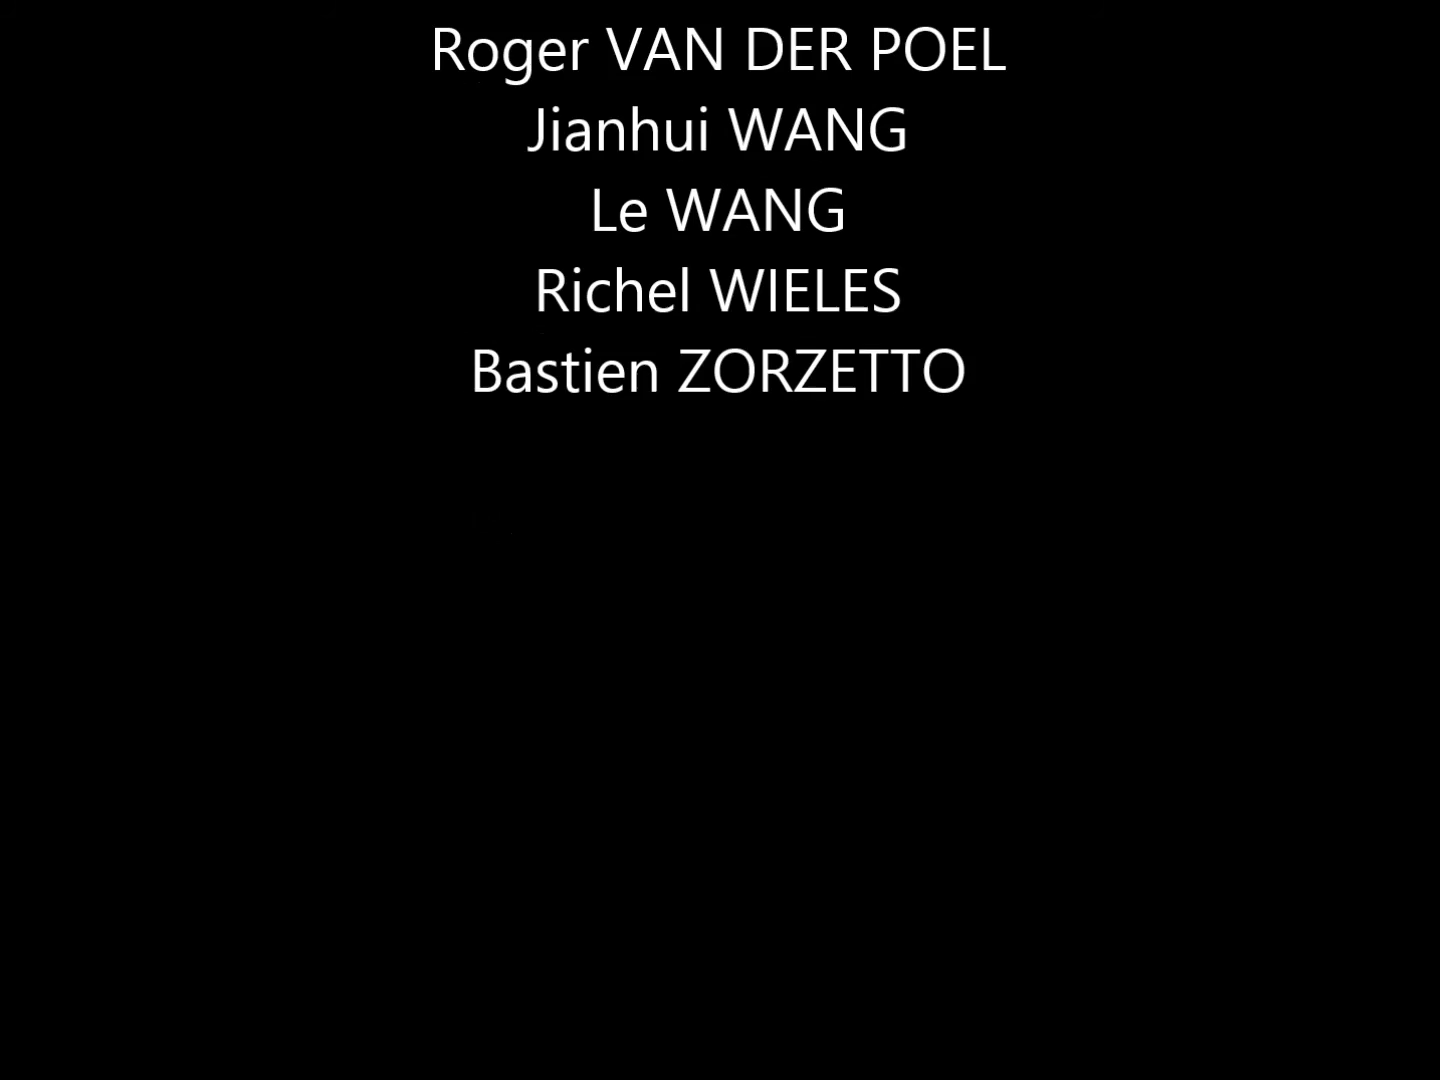 Roger VAN DER POEL
Jianhui WANG
Le WANG
Richel WIELES
Bastien ZORZETTO